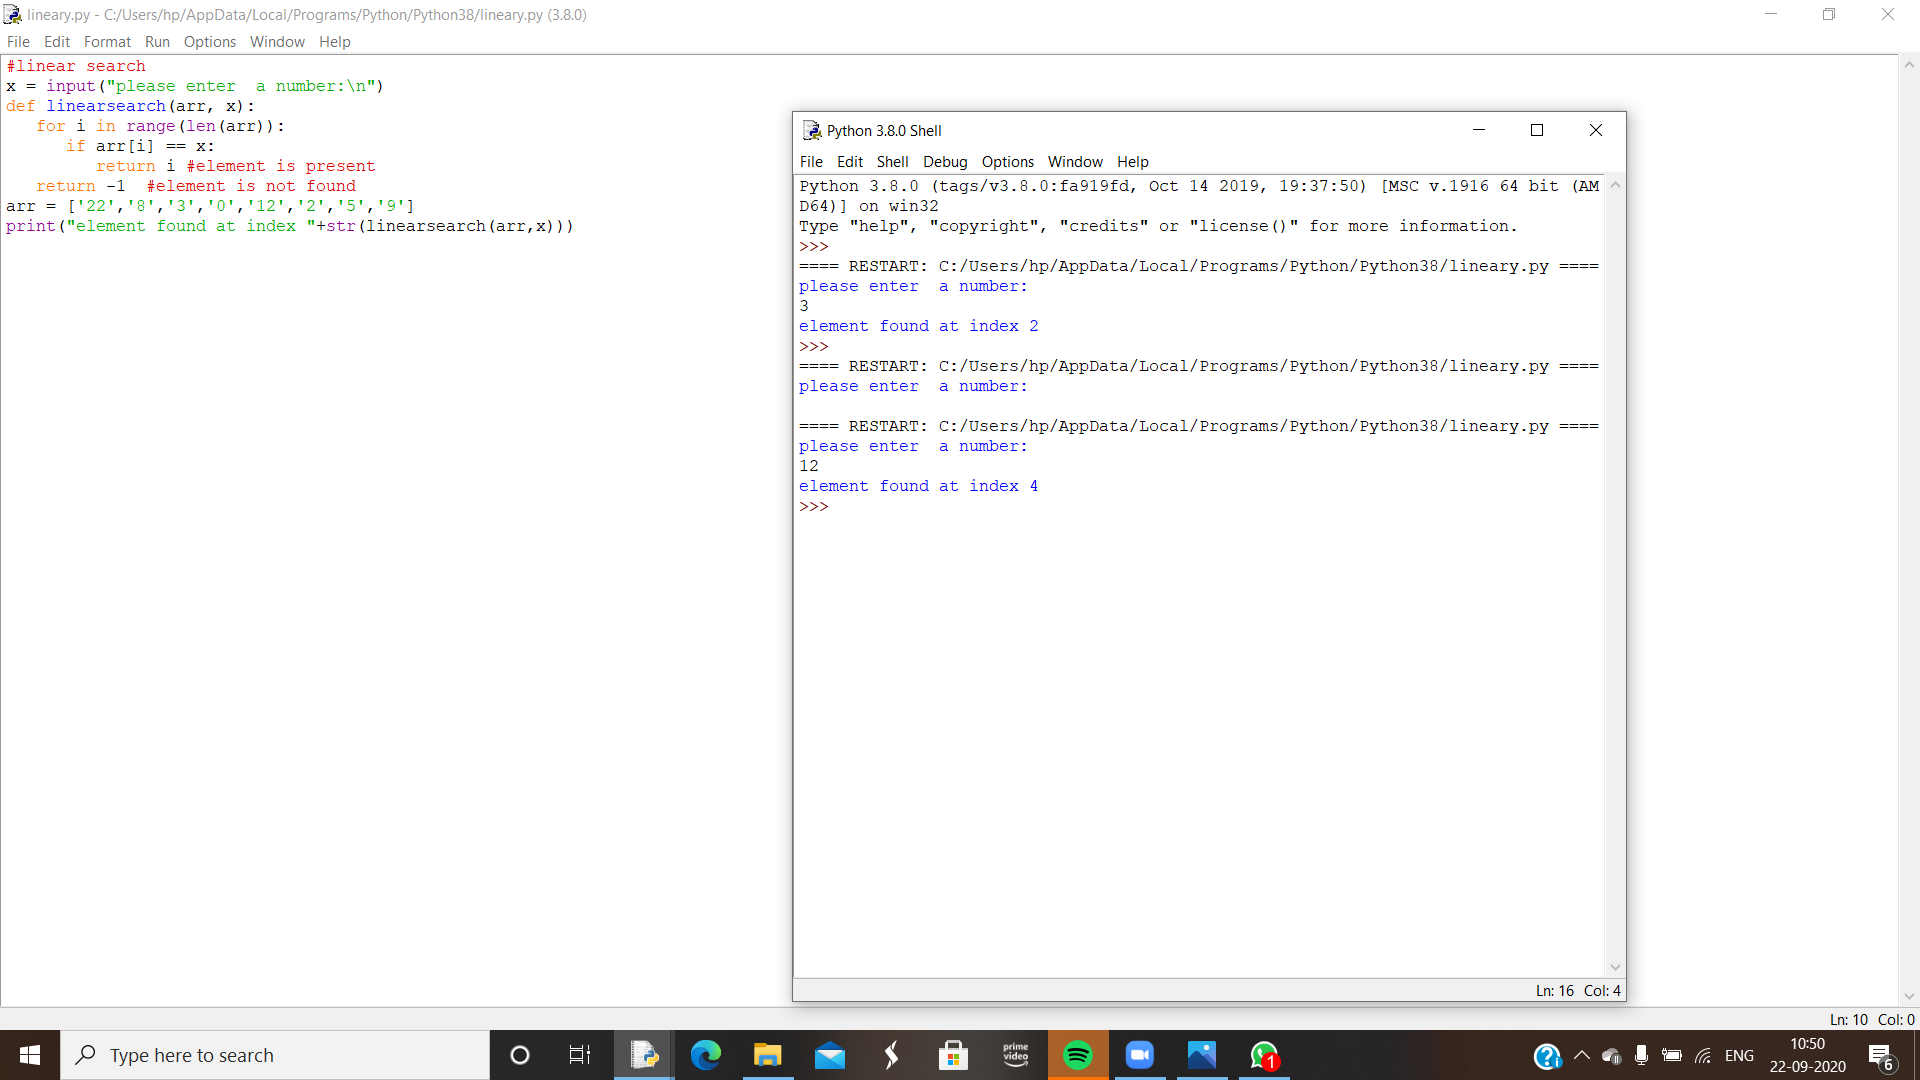 lineary.py - C:/Users/hp/AppData/Local/Programs/Python/Python38/lineary.py (3.8.0)
File Edit Format Run Options Window Help
#linear search
x = input("please enter  a number:\n")
def linearsearch(arr, x):
   for i in range(len(arr)):
      if arr[i] == x:
         return i #element is present
   return -1  #element is not found
arr = ['22','8','3','0','12','2','5','9']
print("element found at index "+str(linearsearch(arr,x)))
Python 3.8.0 Shell
File Edit Shell Debug Options Window Help
Python 3.8.0 (tags/v3.8.0:fa919fd, Oct 14 2019, 19:37:50) [MSC v.1916 64 bit (AM
D64)] on win32
Type "help", "copyright", "credits" or "license()" for more information.
>>>
==== RESTART: C:/Users/hp/AppData/Local/Programs/Python/Python38/lineary.py ====
please enter  a number:
3
element found at index 2
>>>
==== RESTART: C:/Users/hp/AppData/Local/Programs/Python/Python38/lineary.py ====
please enter  a number:
==== RESTART: C:/Users/hp/AppData/Local/Programs/Python/Python38/lineary.py ====
please enter  a number:
12
element found at index 4
>>>
Ln: 16 Col: 4
Ln: 10 Col: 0
Type here to search
prime video
1
ENG
10:50
22-09-2020
6